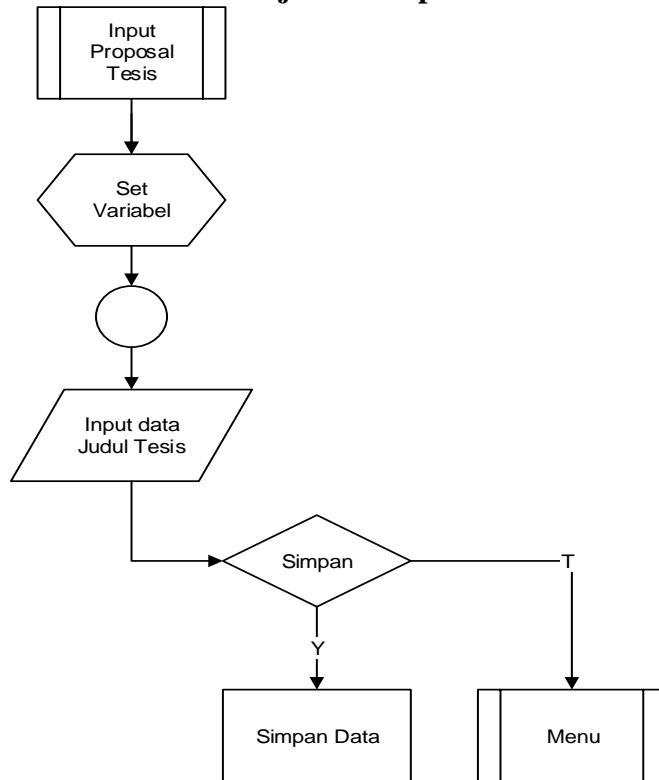 Input
Proposal
Tesis
Set
Variabel
Input data
Judul Tesis
Simpan
T
Y
Simpan Data
Menu